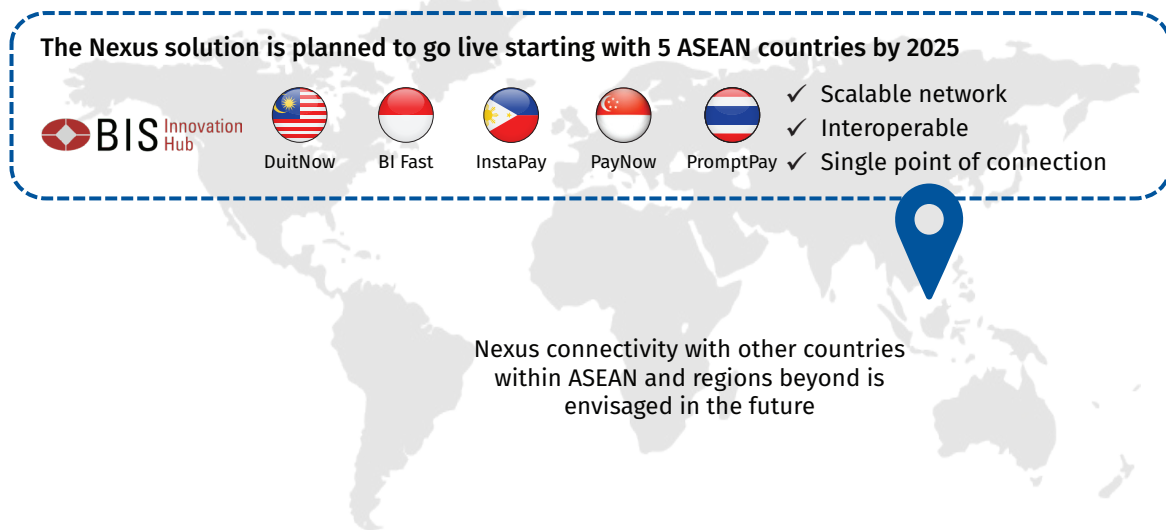 The Nexus solution is planned to go live starting with 5 ASEAN countries by 2025
BIS Innovation
Hub
DuitNow
BI Fast
InstaPay
PayNow
PromptPay
✓ Scalable network
✓ Interoperable
✓ Single point of connection
Nexus connectivity with other countries
within ASEAN and regions beyond is
envisaged in the future